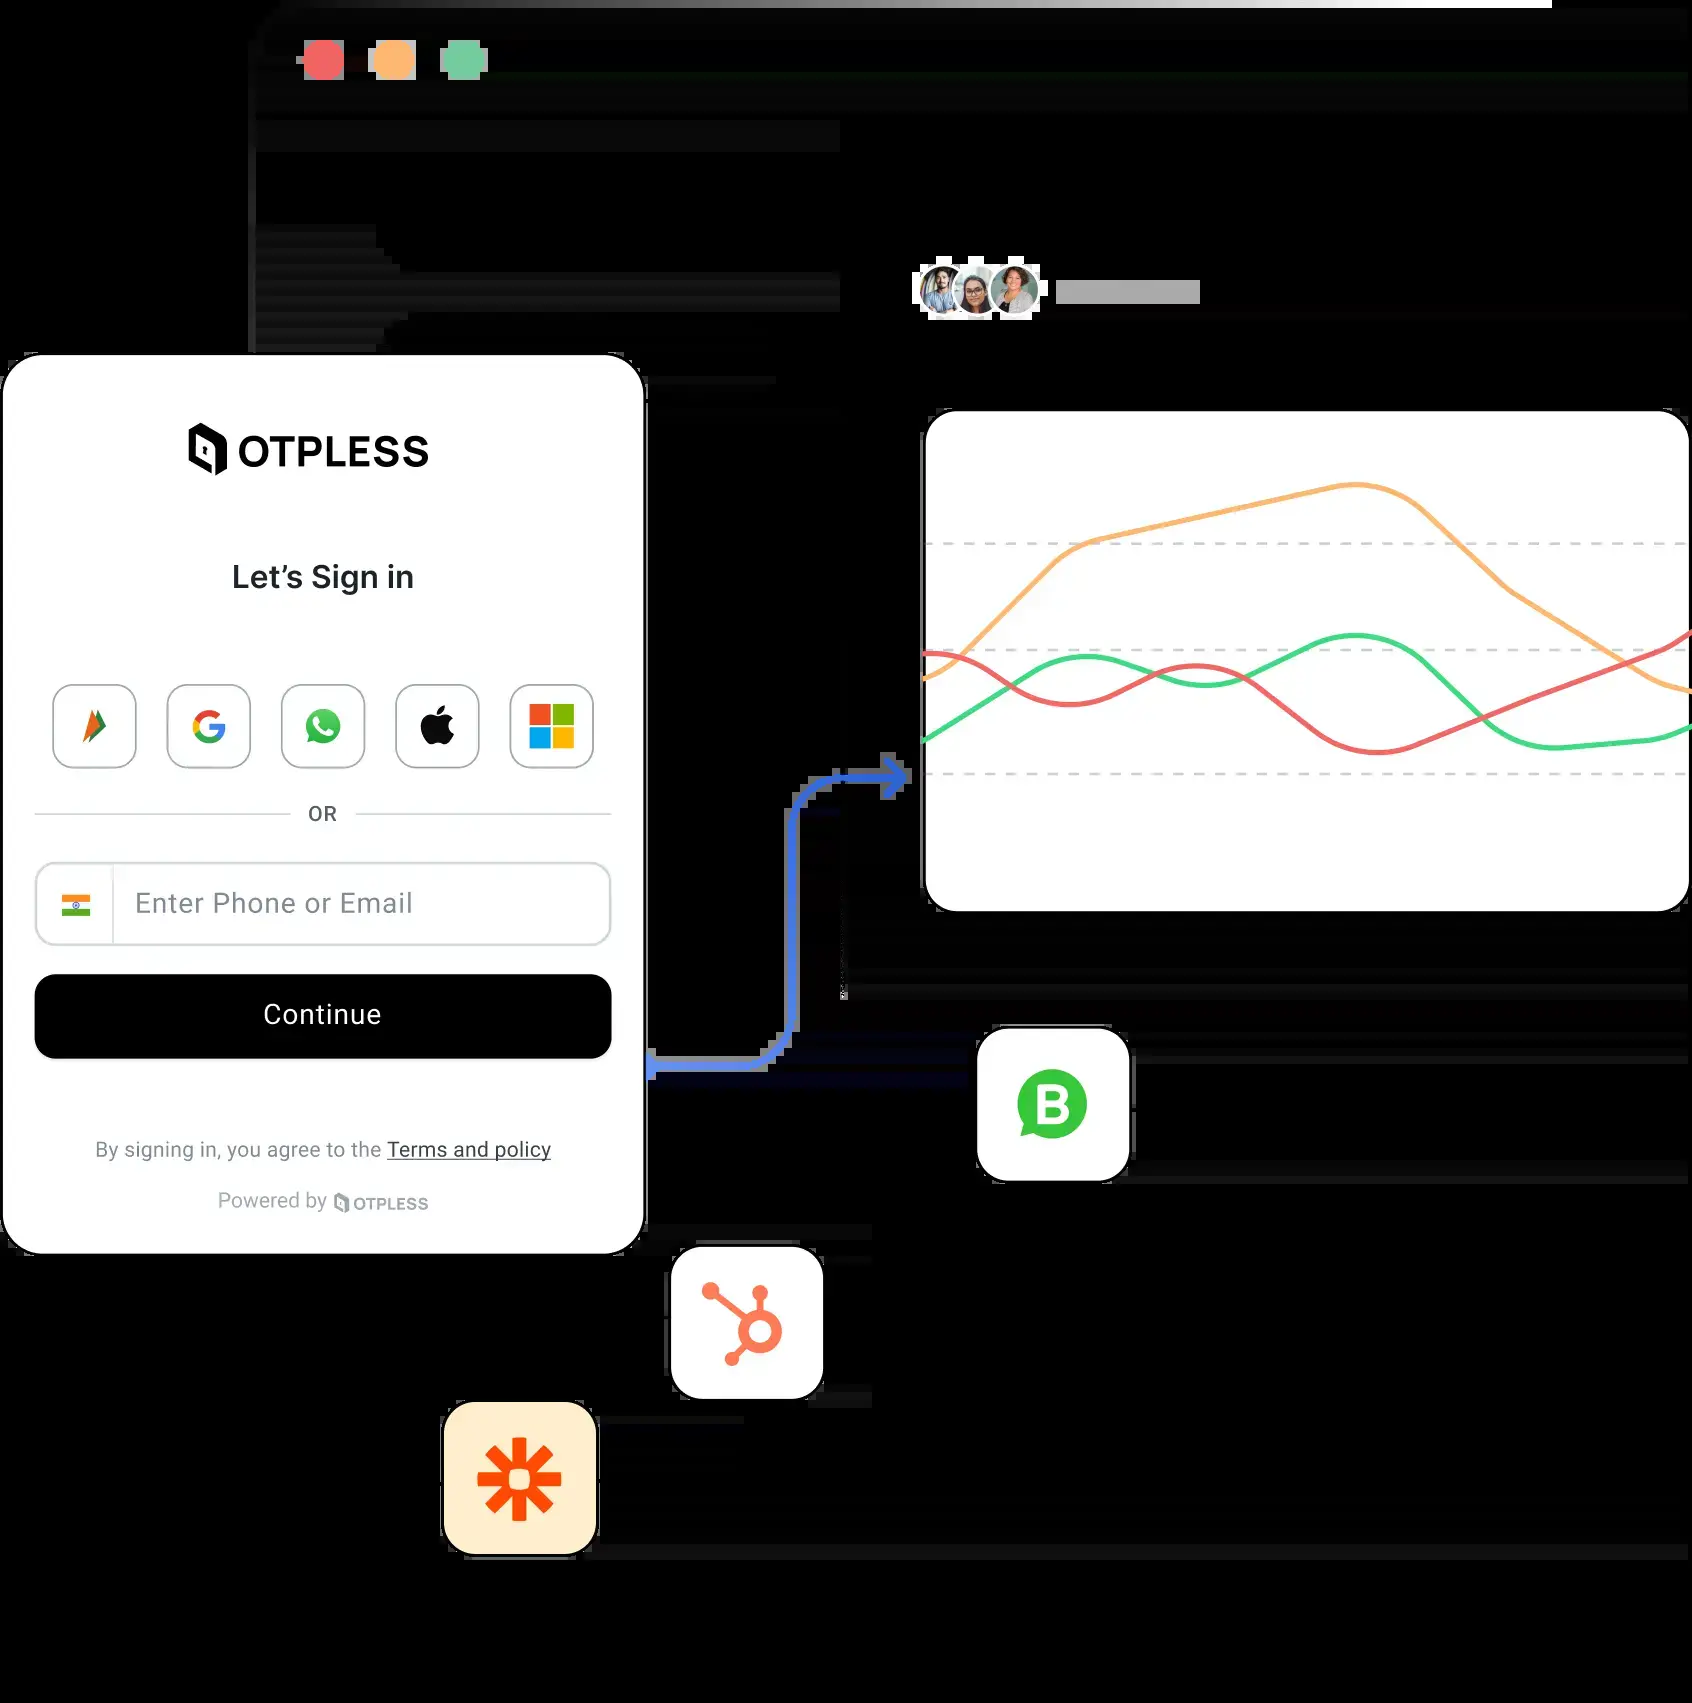 OTPLESS
Let’s Sign in
OR
Enter Phone or Email
Continue
By signing in, you agree to the Terms and policy
Powered by OTPLESS
B